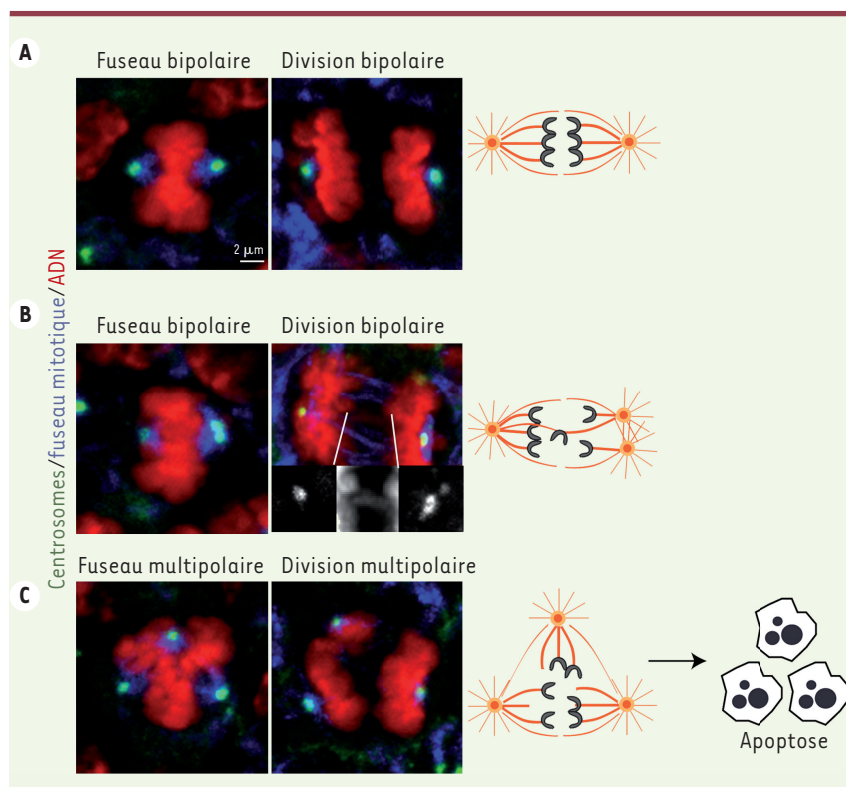 A
Fuseau bipolaire
Division bipolaire
2 µm
Centrosomes/fuseau mitotique/ADN
B
Fuseau bipolaire
Division bipolaire
C
Fuseau multipolaire
Division multipolaire
Apoptose